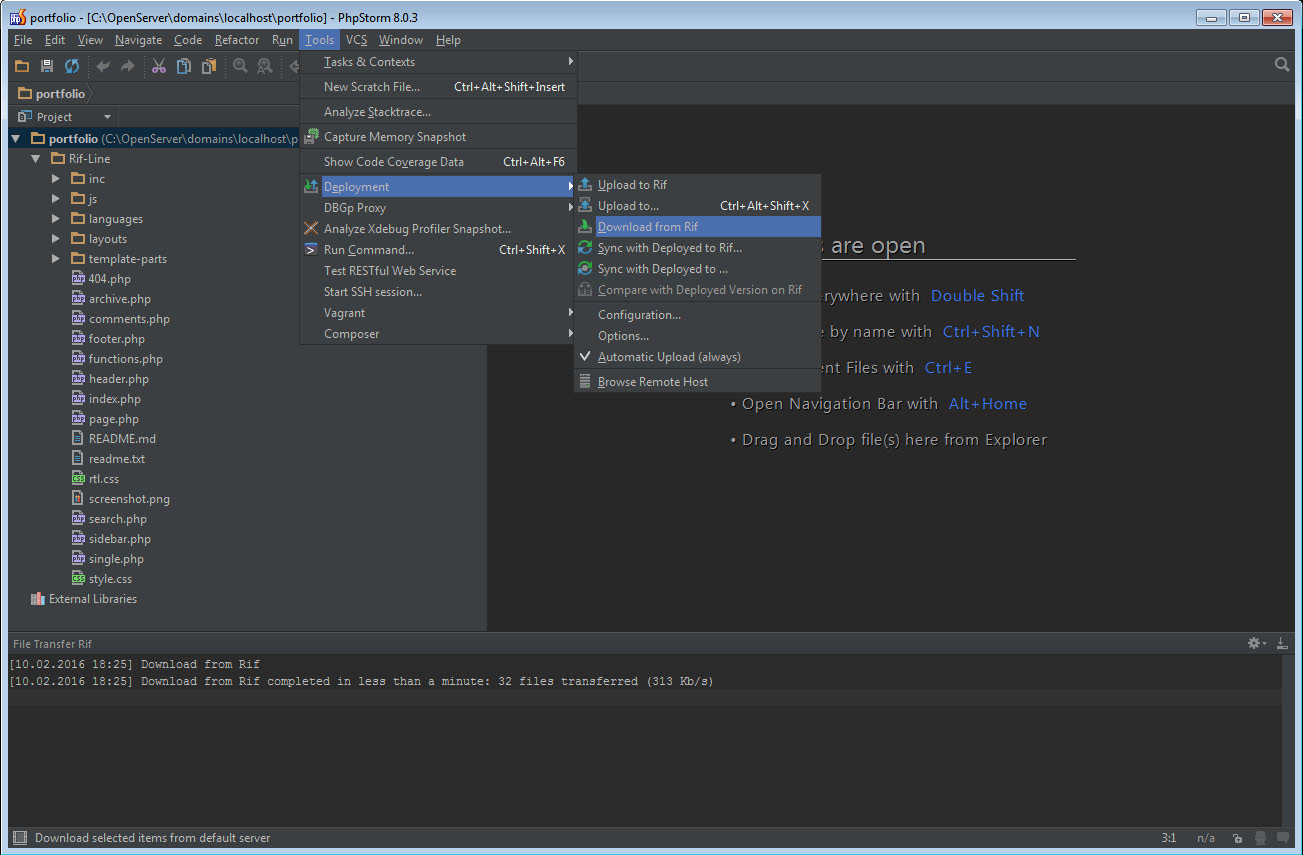 portfolio - [C:\OpenServer\domains\localhost\portfolio] - PhpStorm 8.0.3
File Edit View Navigate Code Refactor Run Tools VCS Window Help
portfolio
Project
portfolio (C:\OpenServer\domains\localhost\p
Rif-Line
inc
js
languages
layouts
template-parts
404.php
archive.php
comments.php
footer.php
functions.php
header.php
index.php
page.php
README.md
readme.txt
rtl.css
screenshot.png
search.php
sidebar.php
single.php
style.css
External Libraries
Tasks & Contexts
New Scratch File... Ctrl+Alt+Shift+Insert
Analyze Stacktrace...
Capture Memory Snapshot
Show Code Coverage Data Ctrl+Alt+F6
Deployment
DBGp Proxy
Analyze Xdebug Profiler Snapshot...
Run Command... Ctrl+Shift+X
Test RESTful Web Service
Start SSH session...
Vagrant
Composer
Upload to Rif
Upload to... Ctrl+Alt+Shift+X
Download from Rif
Sync with Deployed to Rif...
Sync with Deployed to ...
Compare with Deployed Version on Rif
Configuration...
Options...
Automatic Upload (always)
Browse Remote Host
s are open
rywhere with Double Shift
e by name with Ctrl+Shift+N
ent Files with Ctrl+E
• Open Navigation Bar with Alt+Home
• Drag and Drop file(s) here from Explorer
File Transfer Rif
[10.02.2016 18:25] Download from Rif
[10.02.2016 18:25] Download from Rif completed in less than a minute: 32 files transferred (313 Kb/s)
Download selected items from default server 3:1 n/a